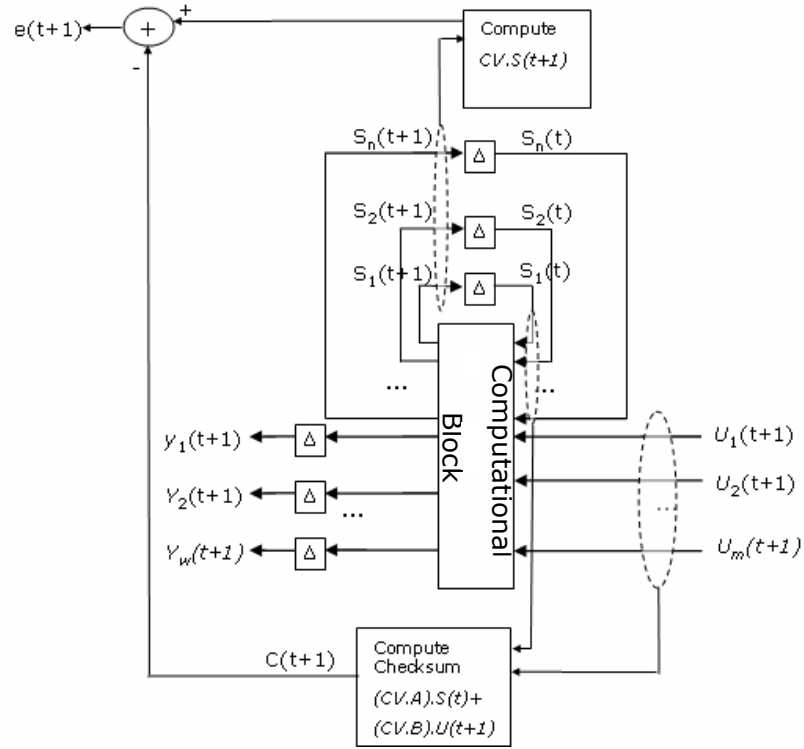 e(t+1)
+
+
-
Compute
CV.S(t+1)
Sn(t+1)
Δ
Sn(t)
S2(t+1)
Δ
S2(t)
S1(t+1)
Δ
S1(t)
...
...
Computational
Block
y1(t+1)
Δ
U1(t+1)
Y2(t+1)
Δ
U2(t+1)
...
...
Yw(t+1)
Δ
Um(t+1)
C(t+1)
Compute
Checksum
(CV.A).S(t)+
(CV.B).U(t+1)